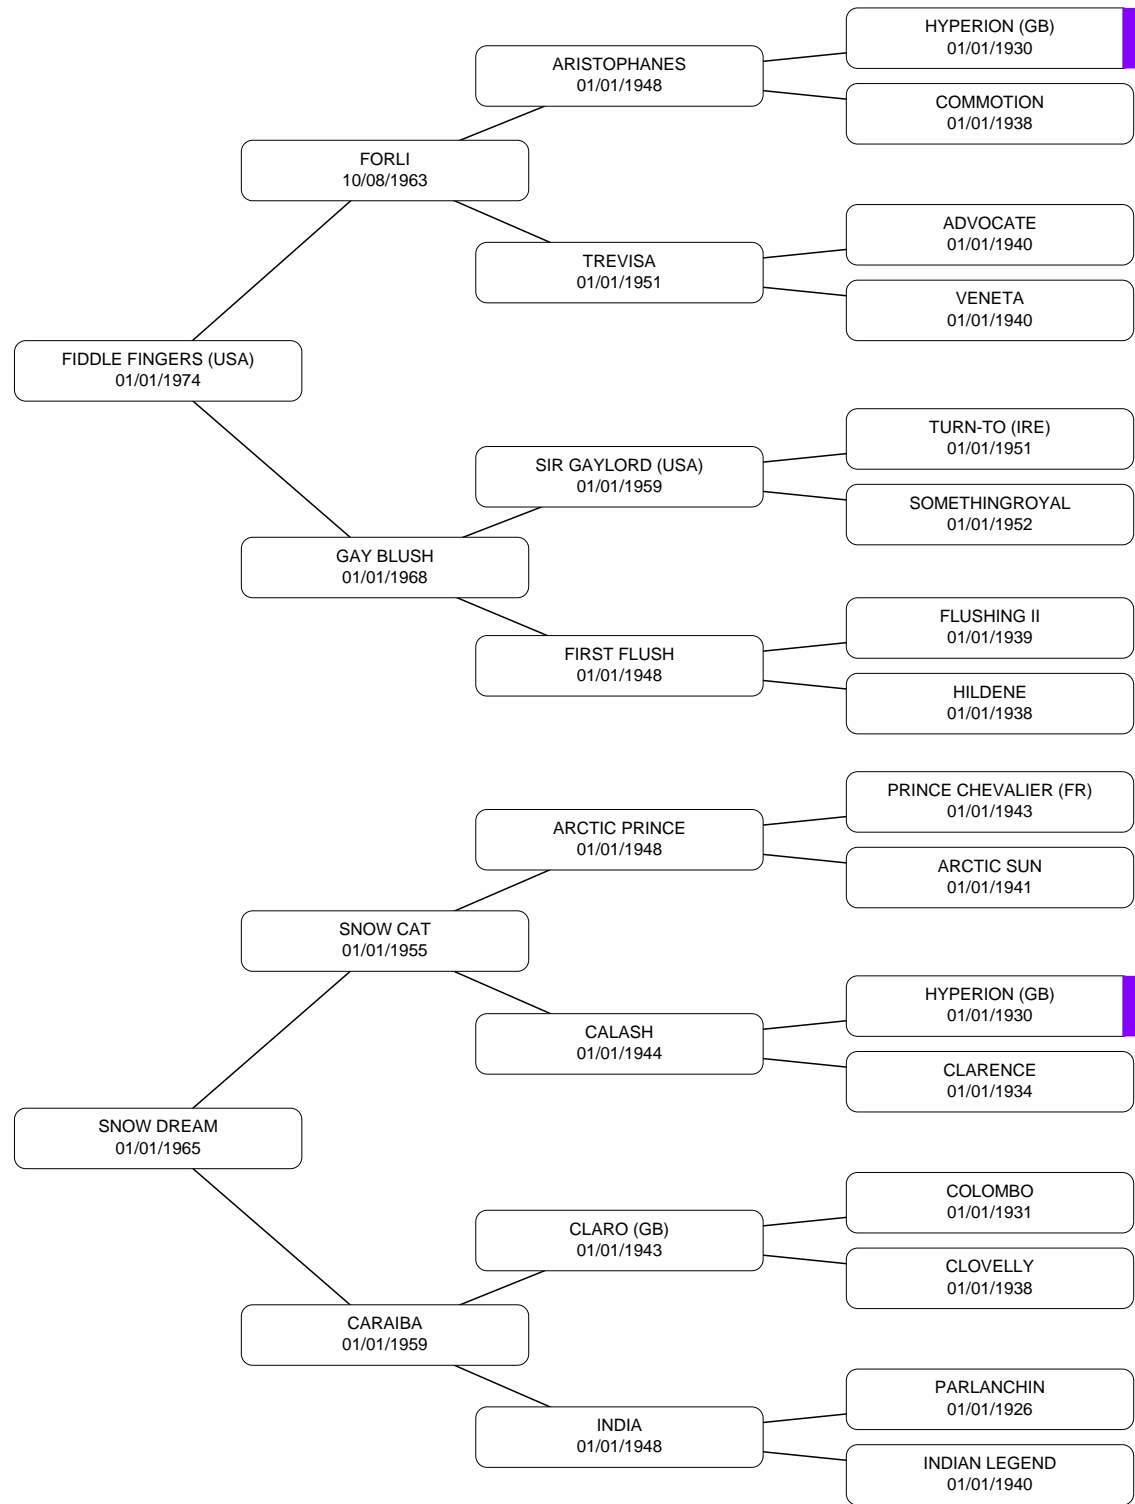 HYPERION (GB)
01/01/1930
ARISTOPHANES
01/01/1948
COMMOTION
01/01/1938
FORLI
10/08/1963
ADVOCATE
01/01/1940
TREVISA
01/01/1951
VENETA
01/01/1940
FIDDLE FINGERS (USA)
01/01/1974
TURN-TO (IRE)
01/01/1951
SIR GAYLORD (USA)
01/01/1959
SOMETHINGROYAL
01/01/1952
GAY BLUSH
01/01/1968
FLUSHING II
01/01/1939
FIRST FLUSH
01/01/1948
HILDENE
01/01/1938
PRINCE CHEVALIER (FR)
01/01/1943
ARCTIC PRINCE
01/01/1948
ARCTIC SUN
01/01/1941
SNOW CAT
01/01/1955
HYPERION (GB)
01/01/1930
CALASH
01/01/1944
CLARENCE
01/01/1934
SNOW DREAM
01/01/1965
COLOMBO
01/01/1931
CLARO (GB)
01/01/1943
CLOVELLY
01/01/1938
CARAIBA
01/01/1959
PARLANCHIN
01/01/1926
INDIA
01/01/1948
INDIAN LEGEND
01/01/1940